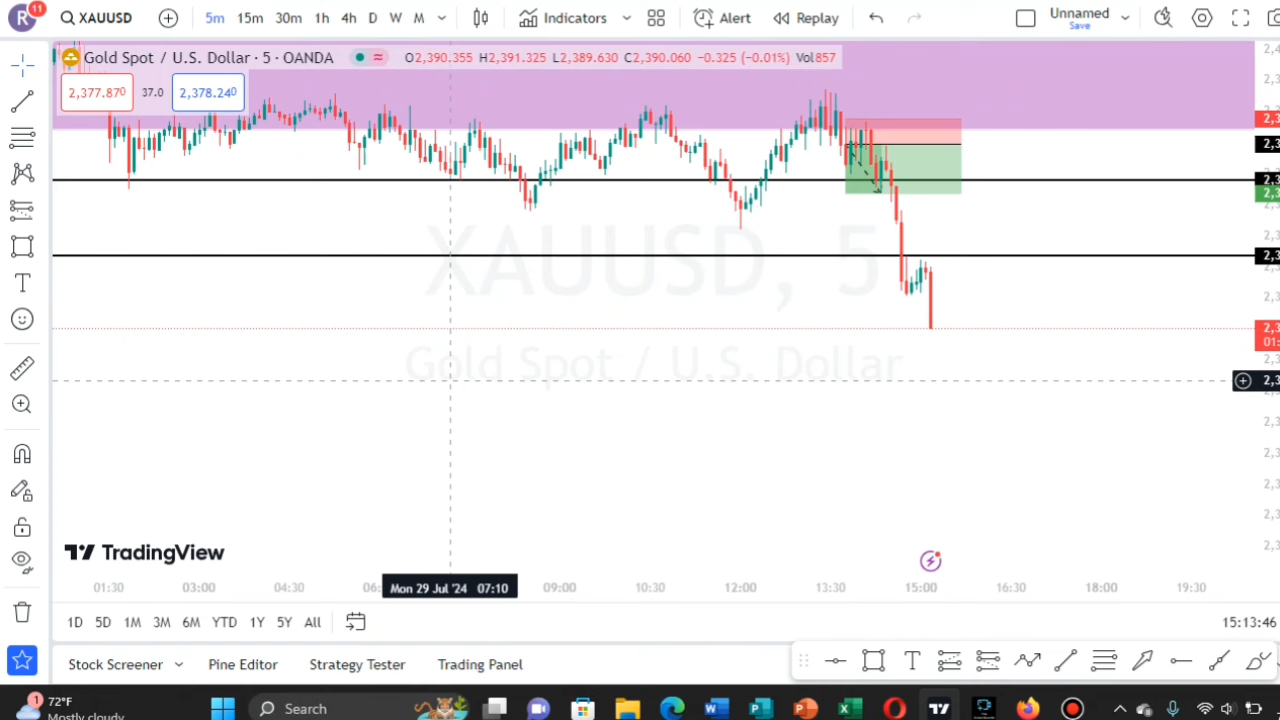 R 11 XAUUSD 5m 15m 30m 1h 4h D W M Indicators Alert Replay Unnamed
Save
Gold Spot / U.S. Dollar · 5 · OANDA O2,390.355 H2,391.325 L2,389.630 C2,390.060 −0.325 (−0.01%) Vol857
2,377.870 37.0 2,378.240
XAUUSD, 5
Gold Spot / U.S. Dollar
TradingView
01:30 03:00 04:30 06: Mon 29 Jul '24 07:10 09:00 10:30 12:00 13:30 15:00 16:30 18:00 19:30
1D 5D 1M 3M 6M YTD 1Y 5Y All 15:13:46
Stock Screener Pine Editor Strategy Tester Trading Panel
1 72°F
Mostly cloudy
Search